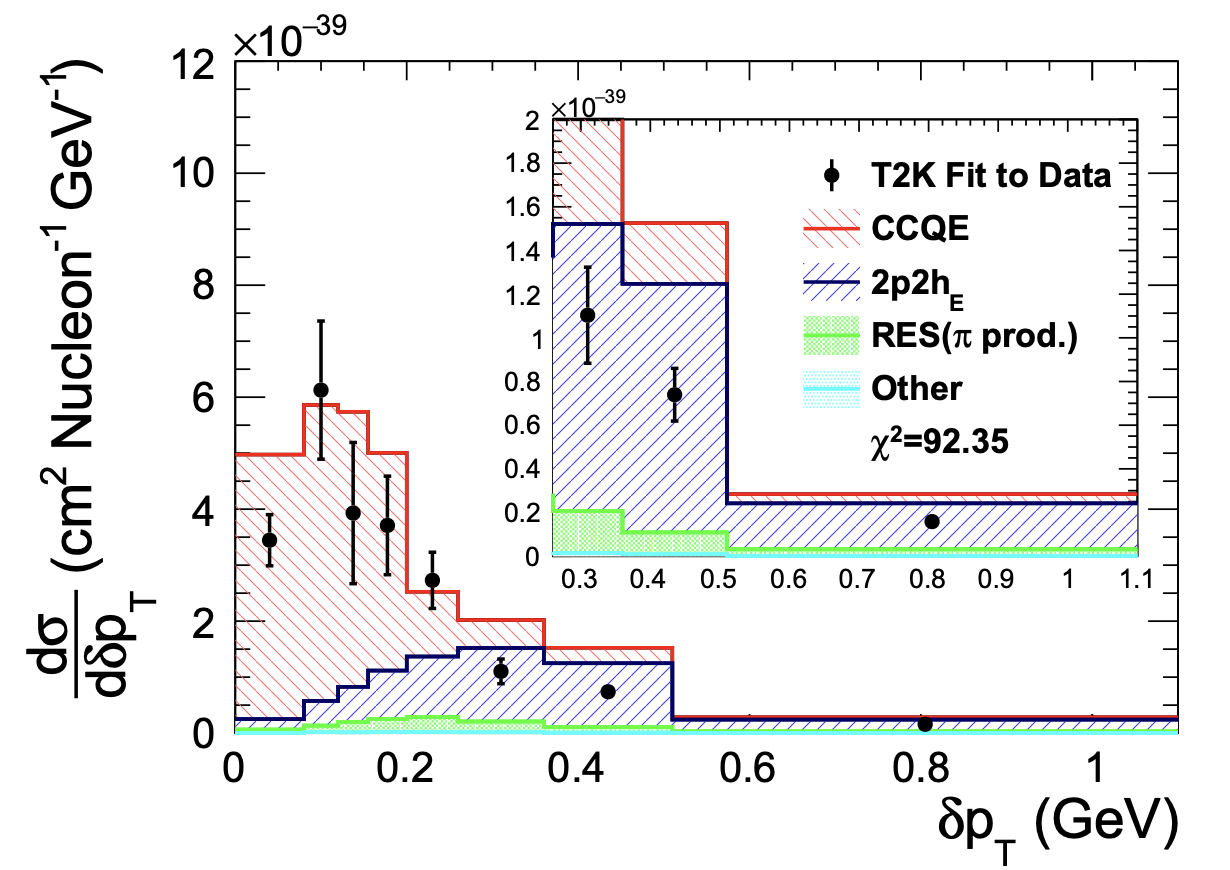 ×10⁻³⁹
12
10
8
6
4
2
0
dσ/dδp_T (cm² Nucleon⁻¹ GeV⁻¹)
0 0.2 0.4 0.6 0.8 1
δp_T (GeV)
×10⁻³⁹
2
1.8
1.6
1.4
1.2
1
0.8
0.6
0.4
0.2
0
0.3 0.4 0.5 0.6 0.7 0.8 0.9 1 1.1
T2K Fit to Data
CCQE
2p2h_E
RES(π prod.)
Other
χ²=92.35